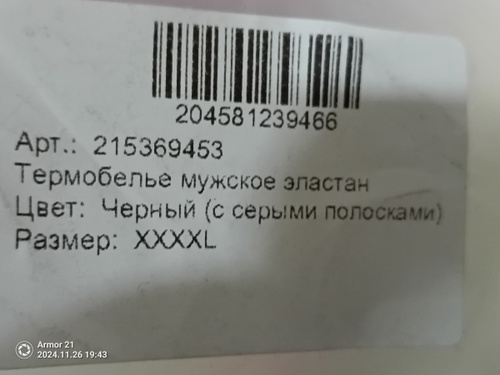 204581239466
Арт.: 215369453
Термобелье мужское эластан
Цвет: Черный (с серыми полосками)
Размер: XXXXL
Armor 21
2024.11.26 19:43